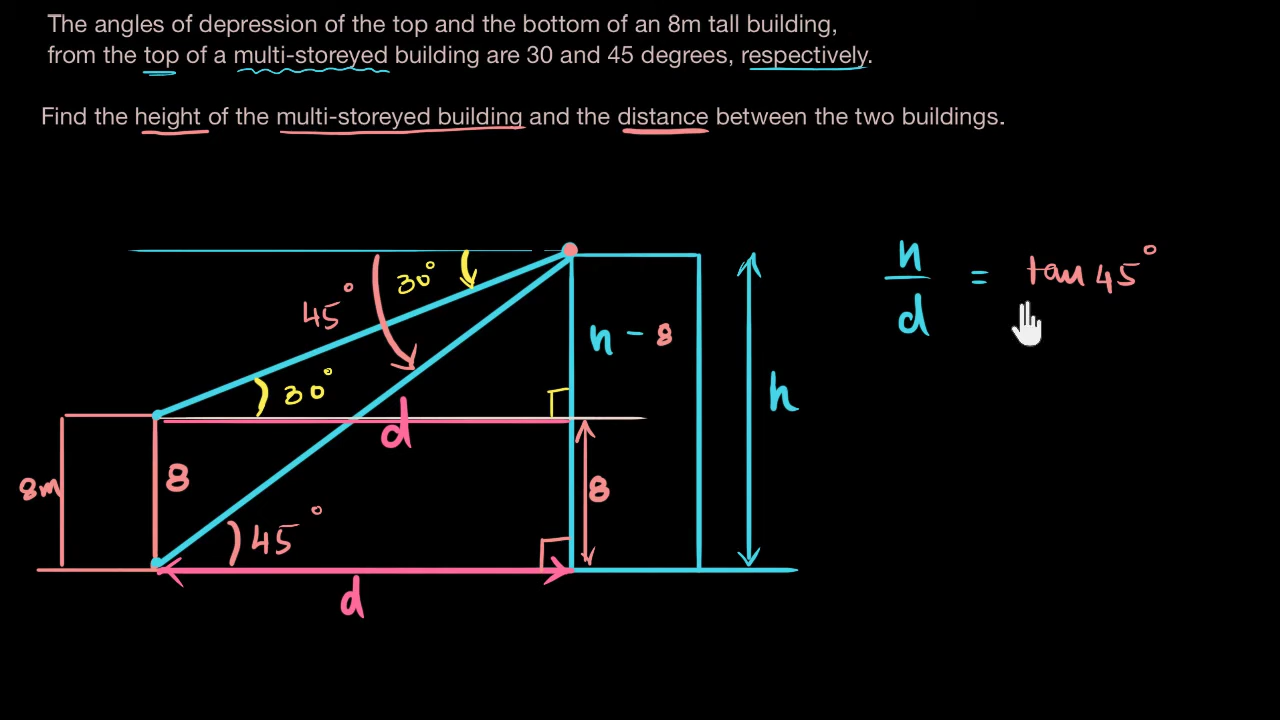 The angles of depression of the top and the bottom of an 8m tall building,
from the top of a multi-storeyed building are 30 and 45 degrees, respectively.
Find the height of the multi-storeyed building and the distance between the two buildings.
h
d
= tan 45°
30°
45°
h - 8
30°
h
d
8m
8
8
45°
d